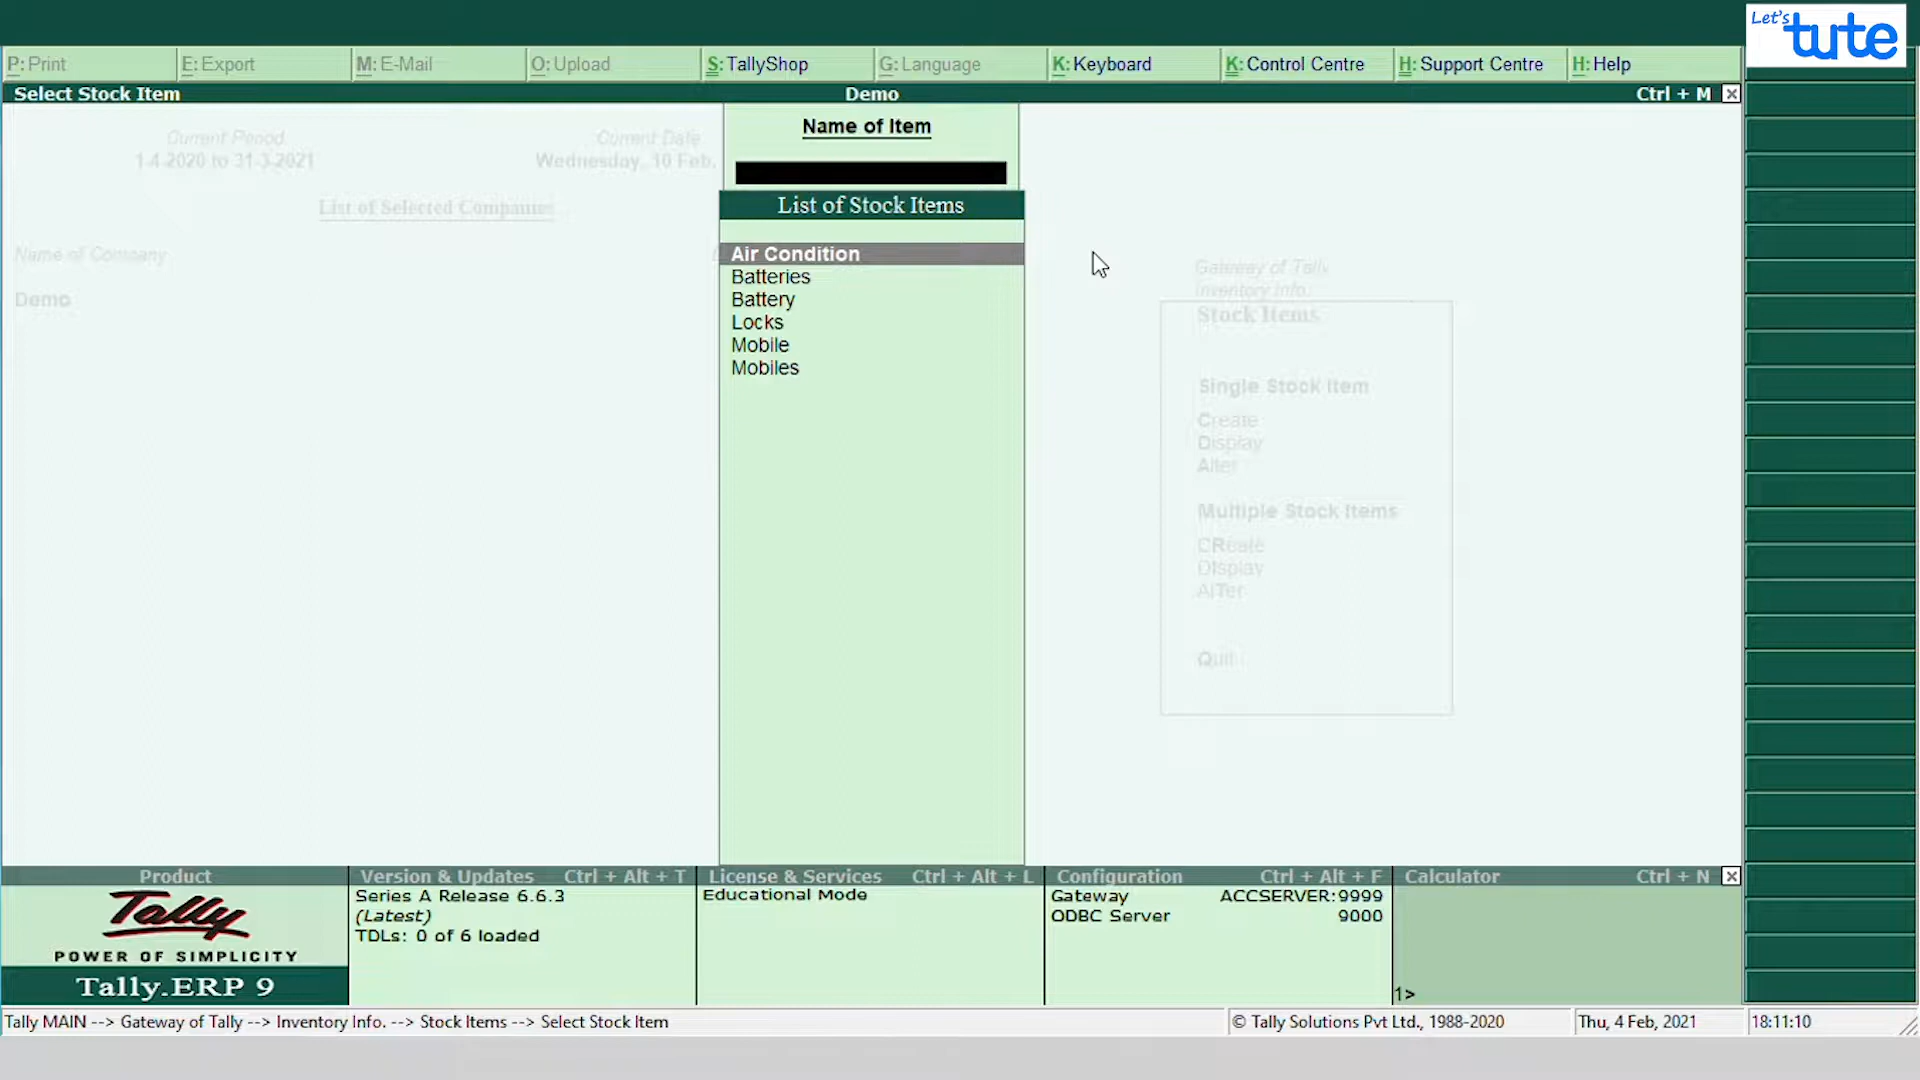 Let's
tute
P: Print
E: Export
M: E-Mail
O: Upload
S: TallyShop
G: Language
K: Keyboard
K: Control Centre
H: Support Centre
H: Help
Select Stock Item
Demo
Ctrl + M
Current Period
1-4-2020 to 31-3-2021
Current Date
Wednesday, 10 Feb,
List of Selected Companies
Name of Company
Demo
Name of Item
List of Stock Items
Air Condition
Batteries
Battery
Locks
Mobile
Mobiles
Gateway of Tally
Inventory Info.
Stock Items
Single Stock Item
Create
Display
Alter
Multiple Stock Items
CReate
DIsplay
AlTer
Quit
Product
Tally
POWER OF SIMPLICITY
Tally.ERP 9
Version & Updates Ctrl + Alt + T
Series A Release 6.6.3
(Latest)
TDLs: 0 of 6 loaded
License & Services Ctrl + Alt + L
Educational Mode
Configuration Ctrl + Alt + F
Gateway ACCSERVER:9999
ODBC Server 9000
Calculator Ctrl + N
1>
Tally MAIN --> Gateway of Tally --> Inventory Info. --> Stock Items --> Select Stock Item
© Tally Solutions Pvt Ltd., 1988-2020
Thu, 4 Feb, 2021
18:11:10